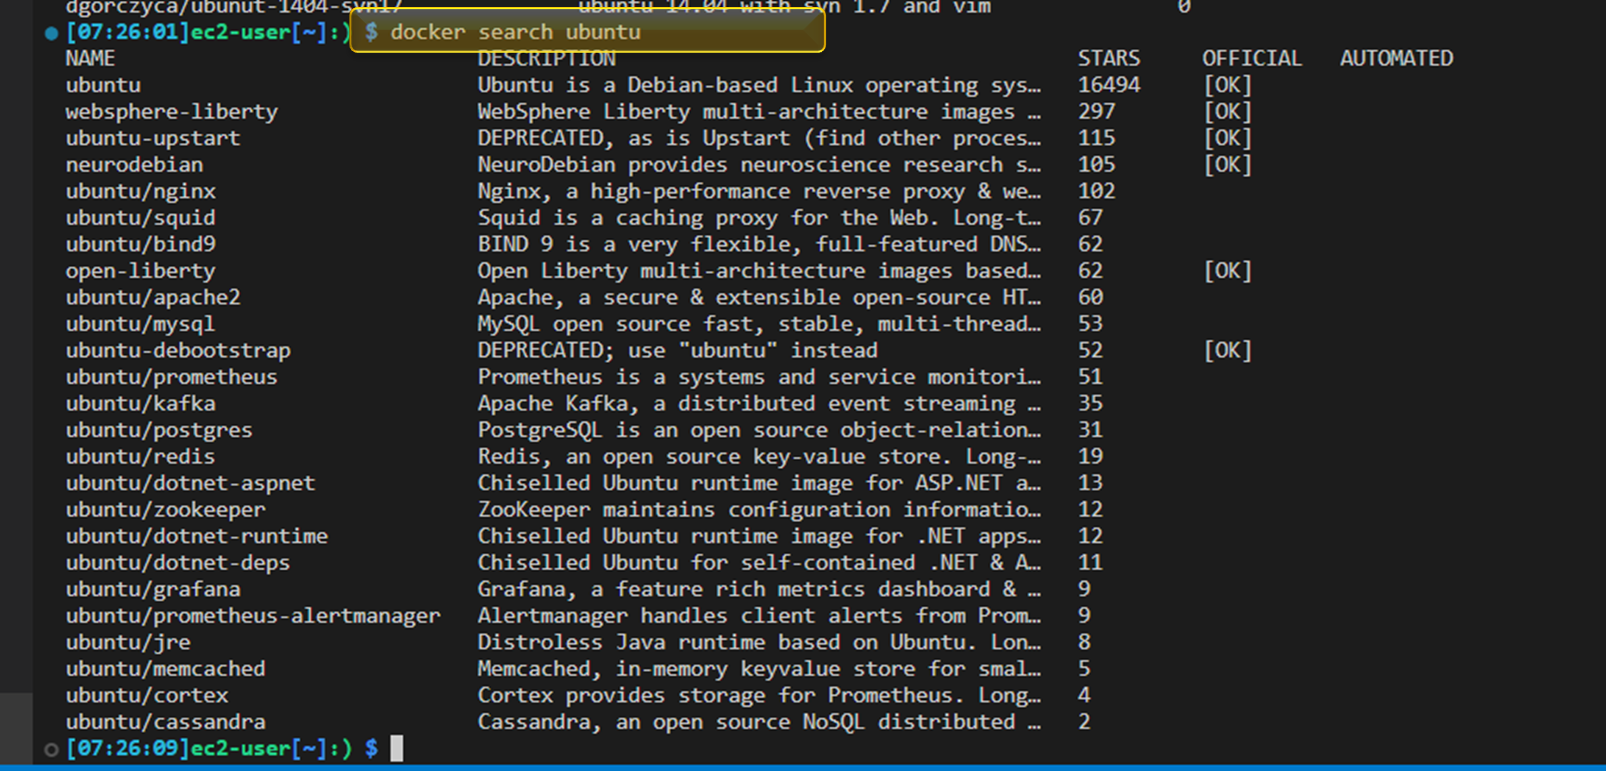 dgorczyca/ubunut-1404-syn17 ubuntu 14.04 with syn 1.7 and vim 0
[07:26:01]ec2-user[~]:) $ docker search ubuntu
NAME DESCRIPTION STARS OFFICIAL AUTOMATED
ubuntu Ubuntu is a Debian-based Linux operating sys… 16494 [OK]
websphere-liberty WebSphere Liberty multi-architecture images … 297 [OK]
ubuntu-upstart DEPRECATED, as is Upstart (find other proces… 115 [OK]
neurodebian NeuroDebian provides neuroscience research s… 105 [OK]
ubuntu/nginx Nginx, a high-performance reverse proxy & we… 102
ubuntu/squid Squid is a caching proxy for the Web. Long-t… 67
ubuntu/bind9 BIND 9 is a very flexible, full-featured DNS… 62
open-liberty Open Liberty multi-architecture images based… 62 [OK]
ubuntu/apache2 Apache, a secure & extensible open-source HT… 60
ubuntu/mysql MySQL open source fast, stable, multi-thread… 53
ubuntu-debootstrap DEPRECATED; use "ubuntu" instead 52 [OK]
ubuntu/prometheus Prometheus is a systems and service monitori… 51
ubuntu/kafka Apache Kafka, a distributed event streaming … 35
ubuntu/postgres PostgreSQL is an open source object-relation… 31
ubuntu/redis Redis, an open source key-value store. Long-… 19
ubuntu/dotnet-aspnet Chiselled Ubuntu runtime image for ASP.NET a… 13
ubuntu/zookeeper ZooKeeper maintains configuration informatio… 12
ubuntu/dotnet-runtime Chiselled Ubuntu runtime image for .NET apps… 12
ubuntu/dotnet-deps Chiselled Ubuntu for self-contained .NET & A… 11
ubuntu/grafana Grafana, a feature rich metrics dashboard & … 9
ubuntu/prometheus-alertmanager Alertmanager handles client alerts from Prom… 9
ubuntu/jre Distroless Java runtime based on Ubuntu. Lon… 8
ubuntu/memcached Memcached, in-memory keyvalue store for smal… 5
ubuntu/cortex Cortex provides storage for Prometheus. Long… 4
ubuntu/cassandra Cassandra, an open source NoSQL distributed … 2
[07:26:09]ec2-user[~]:) $